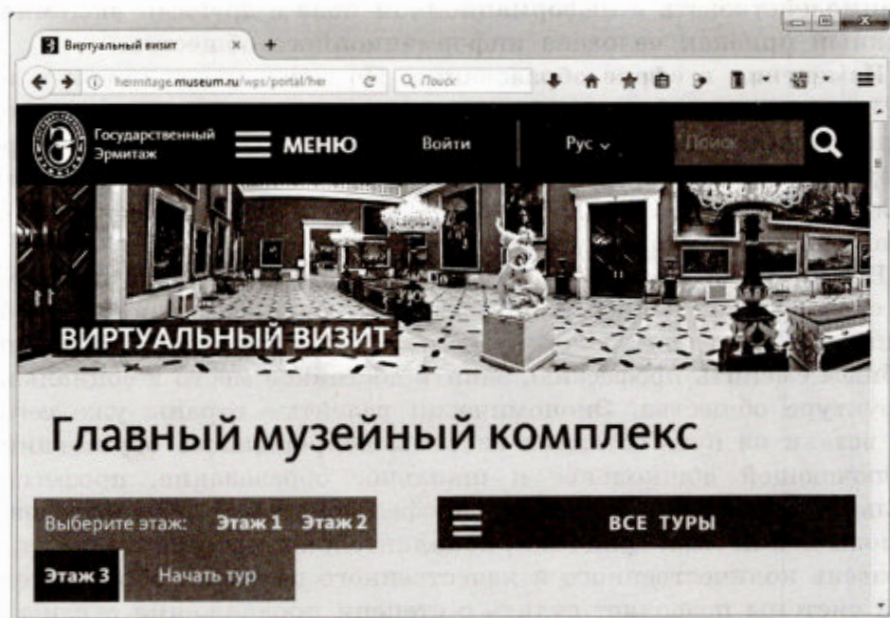 Виртуальный визит × +
hermitage.museum.ru/wps/portal/her Поиск
Государственный
Эрмитаж
МЕНЮ Войти Рус Поиск
ВИРТУАЛЬНЫЙ ВИЗИТ
Главный музейный комплекс
Выберите этаж: Этаж 1 Этаж 2
Этаж 3 Начать тур
ВСЕ ТУРЫ